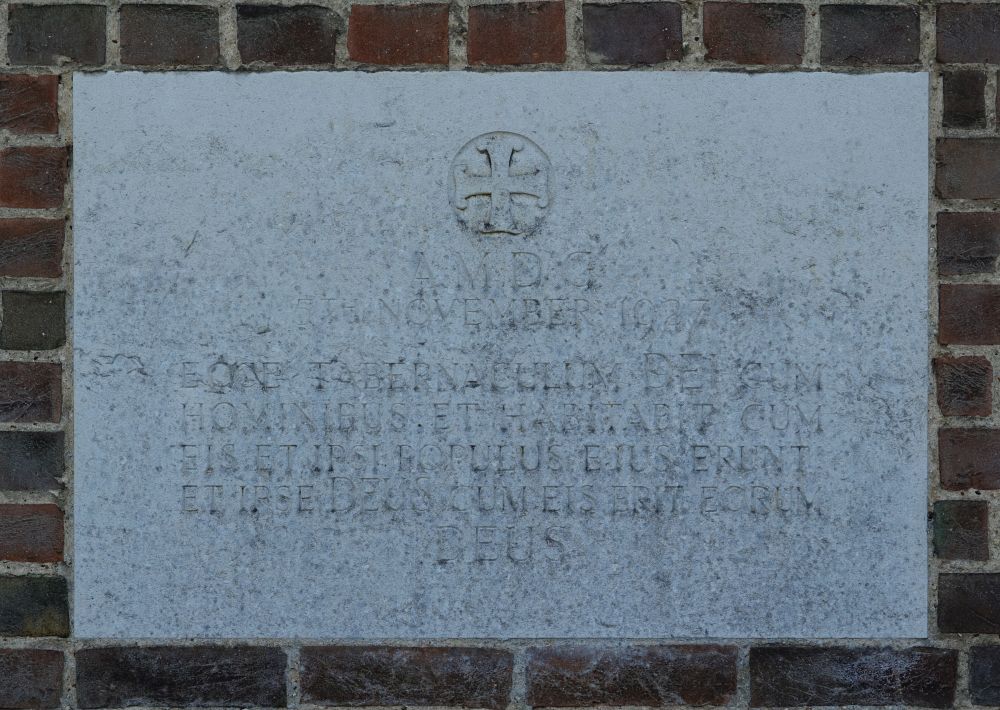 A M D G
5TH NOVEMBER 1937
ECCE TABERNACULUM DEI CUM
HOMINIBUS ET HABITABIT CUM
EIS ET IPSI POPULUS EJUS ERUNT
ET IPSE DEUS CUM EIS ERIT EORUM
DEUS